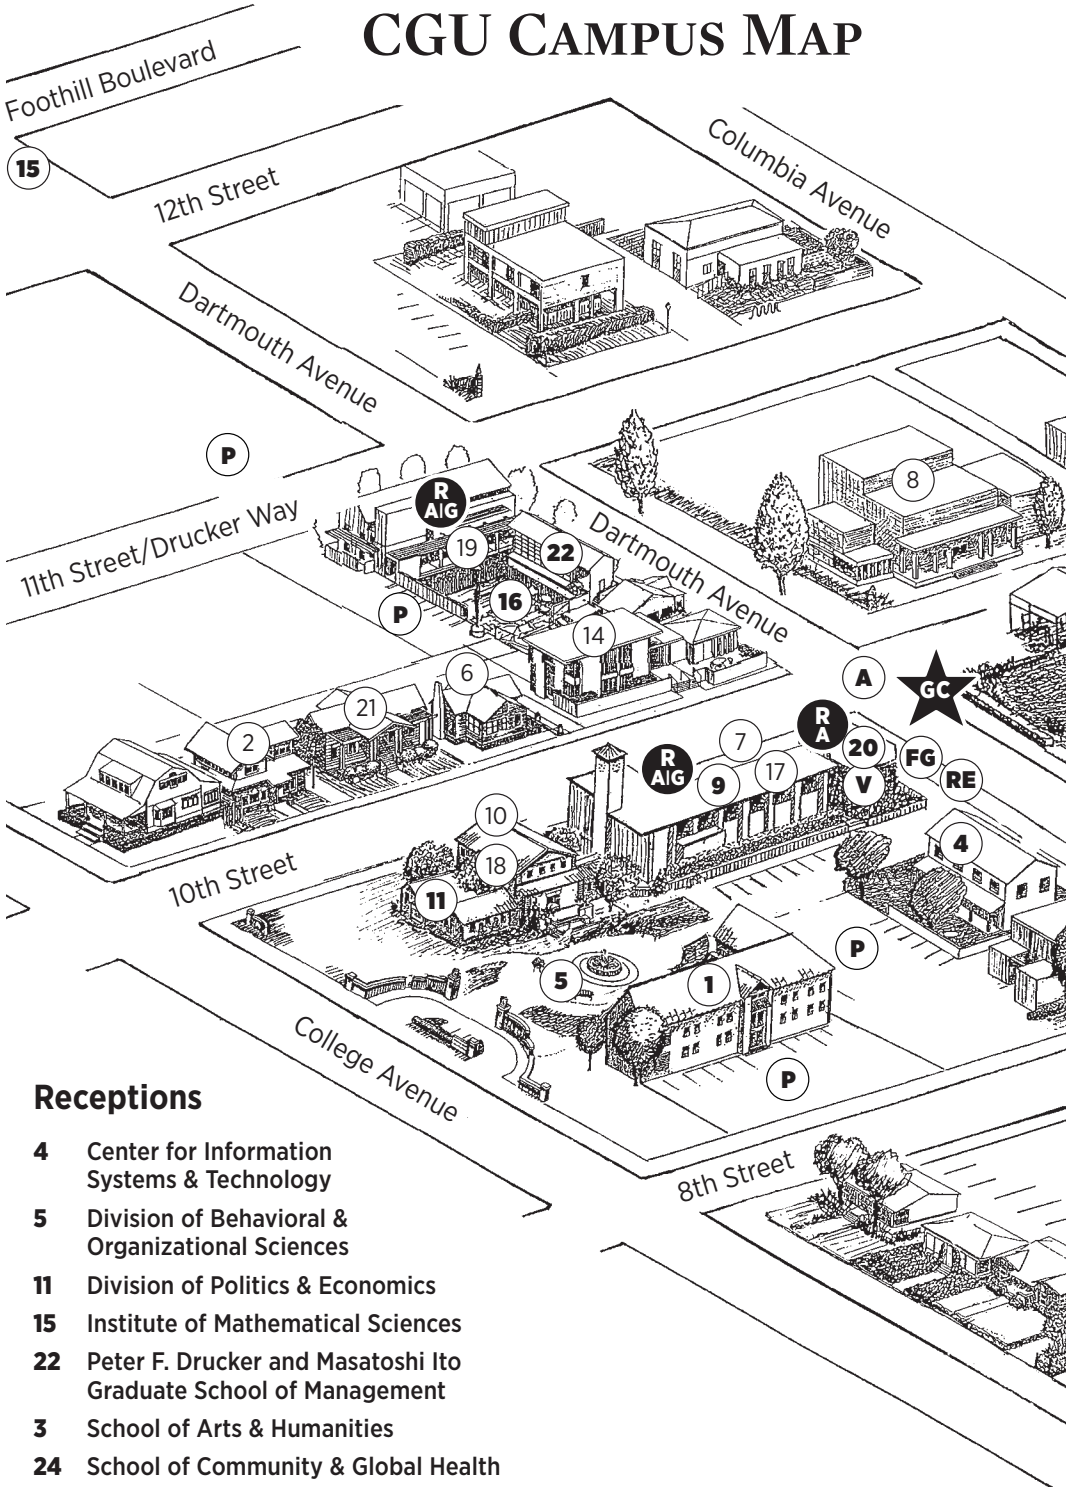 CGU CAMPUS MAP
Foothill Boulevard
15
12th Street
Columbia Avenue
Dartmouth Avenue
P
8
R
A|G
11th Street/Drucker Way
19
22
Dartmouth Avenue
16
P
14
6
A
GC
21
2
R
A
7
20
FG
R
A|G
17
9
V
RE
10
4
18
10th Street
11
P
5
1
College Avenue
P
8th Street
Receptions
4 Center for Information
Systems & Technology
5 Division of Behavioral &
Organizational Sciences
11 Division of Politics & Economics
15 Institute of Mathematical Sciences
22 Peter F. Drucker and Masatoshi Ito
Graduate School of Management
3 School of Arts & Humanities
24 School of Community & Global Health